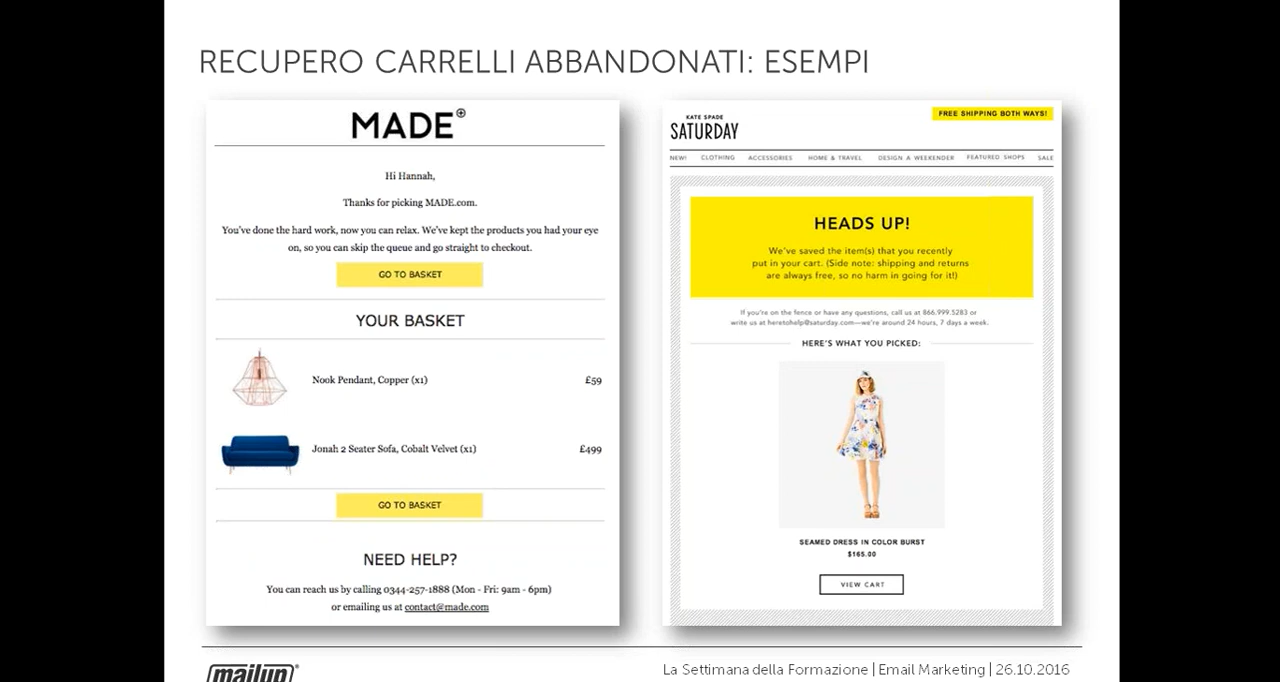 RECUPERO CARRELLI ABBANDONATI: ESEMPI
MADE
Hi Hannah,
Thanks for picking MADE.com.
You've done the hard work, now you can relax. We've kept the products you had your eye
on, so you can skip the queue and go straight to checkout.
GO TO BASKET
YOUR BASKET
Nook Pendant, Copper (x1) £59
Jonah 2 Seater Sofa, Cobalt Velvet (x1) £499
GO TO BASKET
NEED HELP?
You can reach us by calling 0344-257-1888 (Mon - Fri: 9am - 6pm)
or emailing us at contact@made.com
FREE SHIPPING BOTH WAYS!
KATE SPADE
SATURDAY
NEW! CLOTHING ACCESSORIES HOME & TRAVEL DESIGN A WEEKENDER FEATURED SHOPS SALE
HEADS UP!
We've saved the item(s) that you recently
put in your cart. (Side note: shipping and returns
are always free, so no harm in going for it!)
If you're on the fence or have any questions, call us at 866.999.5283 or
write us at heretohelp@saturday.com—we're around 24 hours, 7 days a week.
HERE'S WHAT YOU PICKED:
SEAMED DRESS IN COLOR BURST
$165.00
VIEW CART
mailup®
La Settimana della Formazione | Email Marketing | 26.10.2016